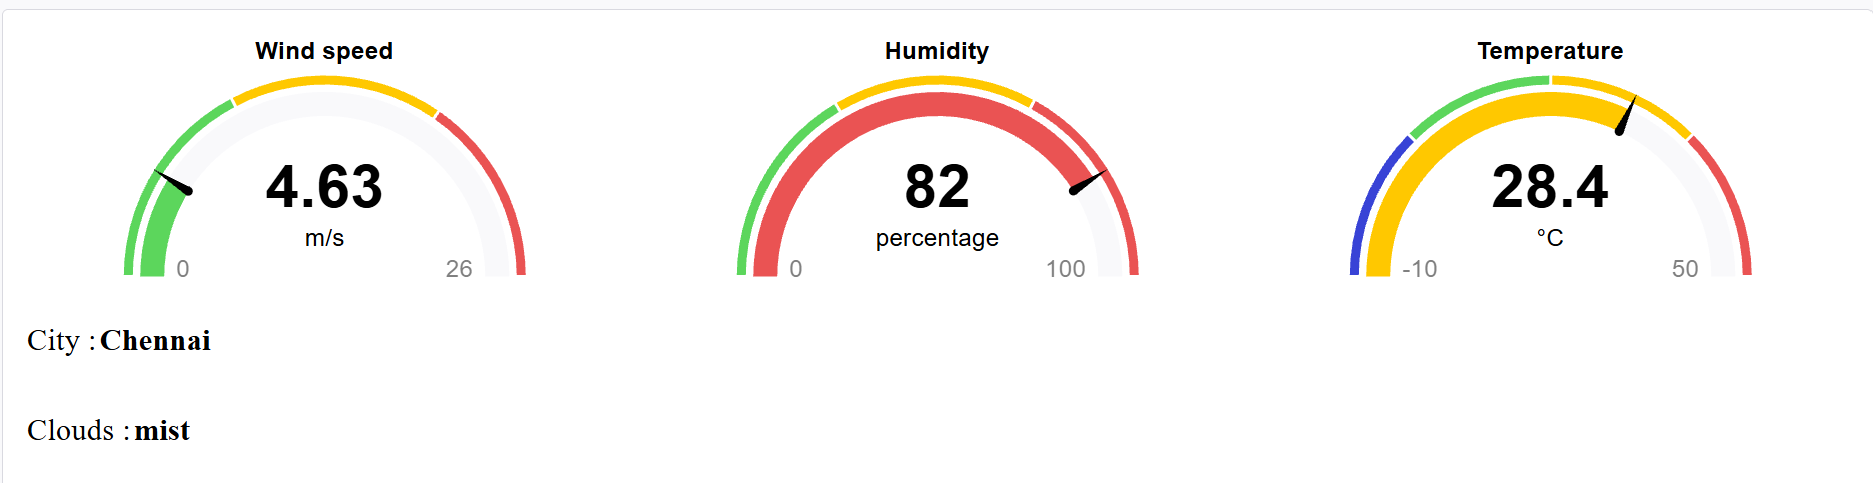 Wind speed
4.63
m/s
0
26
Humidity
82
percentage
0
100
Temperature
28.4
°C
-10
50
City :Chennai
Clouds :mist